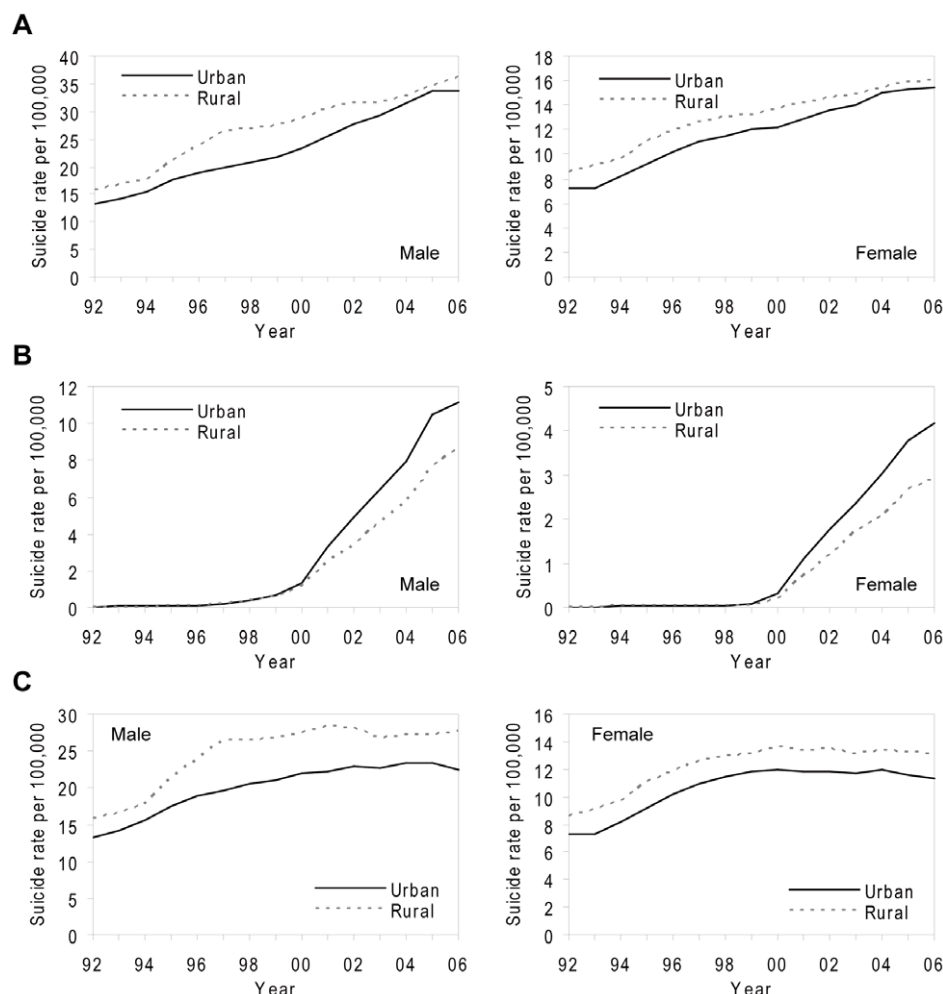 A
Suicide rate per 100,000
40
35
30
25
20
15
10
5
0
Urban
Rural
Male
92 94 96 98 00 02 04 06
Year
Suicide rate per 100,000
18
16
14
12
10
8
6
4
2
0
Urban
Rural
Female
92 94 96 98 00 02 04 06
Year
B
Suicide rate per 100,000
12
10
8
6
4
2
0
Urban
Rural
Male
92 94 96 98 00 02 04 06
Year
Suicide rate per 100,000
5
4
3
2
1
0
Urban
Rural
Female
92 94 96 98 00 02 04 06
Year
C
Suicide rate per 100,000
30
25
20
15
10
5
0
Male
Urban
Rural
92 94 96 98 00 02 04 06
Year
Suicide rate per 100,000
16
14
12
10
8
6
4
2
0
Female
Urban
Rural
92 94 96 98 00 02 04 06
Year